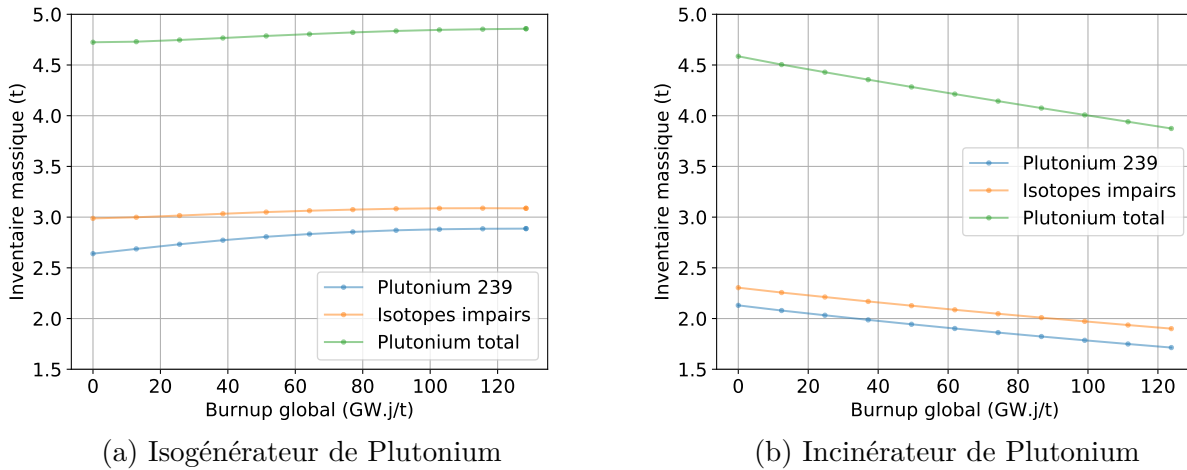 5.0
4.5
4.0
3.5
3.0
2.5
2.0
1.5
Inventaire massique (t)
Plutonium 239
Isotopes impairs
Plutonium total
0 20 40 60 80 100 120
Burnup global (GW.j/t)
(a) Isogénérateur de Plutonium
5.0
4.5
4.0
3.5
3.0
2.5
2.0
1.5
Inventaire massique (t)
Plutonium 239
Isotopes impairs
Plutonium total
0 20 40 60 80 100 120
Burnup global (GW.j/t)
(b) Incinérateur de Plutonium